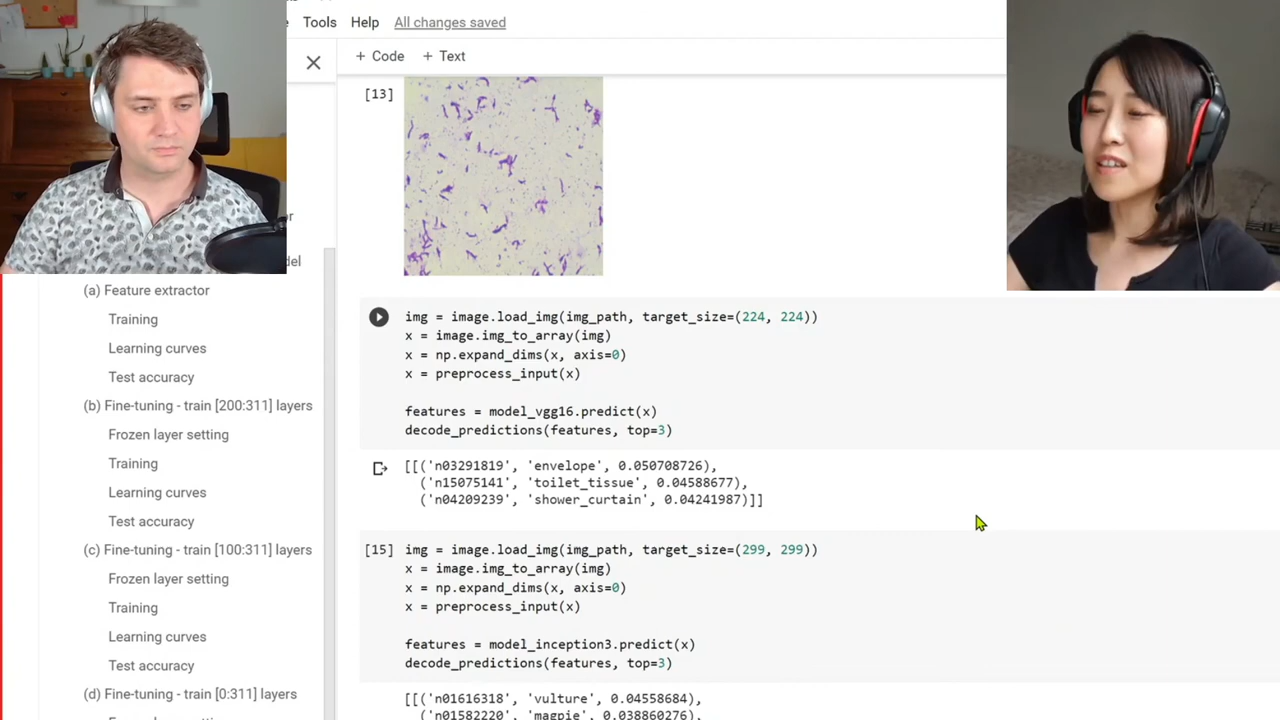 Tools Help All changes saved
+ Code + Text
[13]
(a) Feature extractor
Training
Learning curves
Test accuracy
(b) Fine-tuning - train [200:311] layers
Frozen layer setting
Training
Learning curves
Test accuracy
(c) Fine-tuning - train [100:311] layers
Frozen layer setting
Training
Learning curves
Test accuracy
(d) Fine-tuning - train [0:311] layers
img = image.load_img(img_path, target_size=(224, 224))
x = image.img_to_array(img)
x = np.expand_dims(x, axis=0)
x = preprocess_input(x)
features = model_vgg16.predict(x)
decode_predictions(features, top=3)
[[('n03291819', 'envelope', 0.050708726),
('n15075141', 'toilet_tissue', 0.04588677),
('n04209239', 'shower_curtain', 0.04241987)]]
[15] img = image.load_img(img_path, target_size=(299, 299))
x = image.img_to_array(img)
x = np.expand_dims(x, axis=0)
x = preprocess_input(x)
features = model_inception3.predict(x)
decode_predictions(features, top=3)
[[('n01616318', 'vulture', 0.04558684),
('n01582220', 'magpie', 0.038860276),